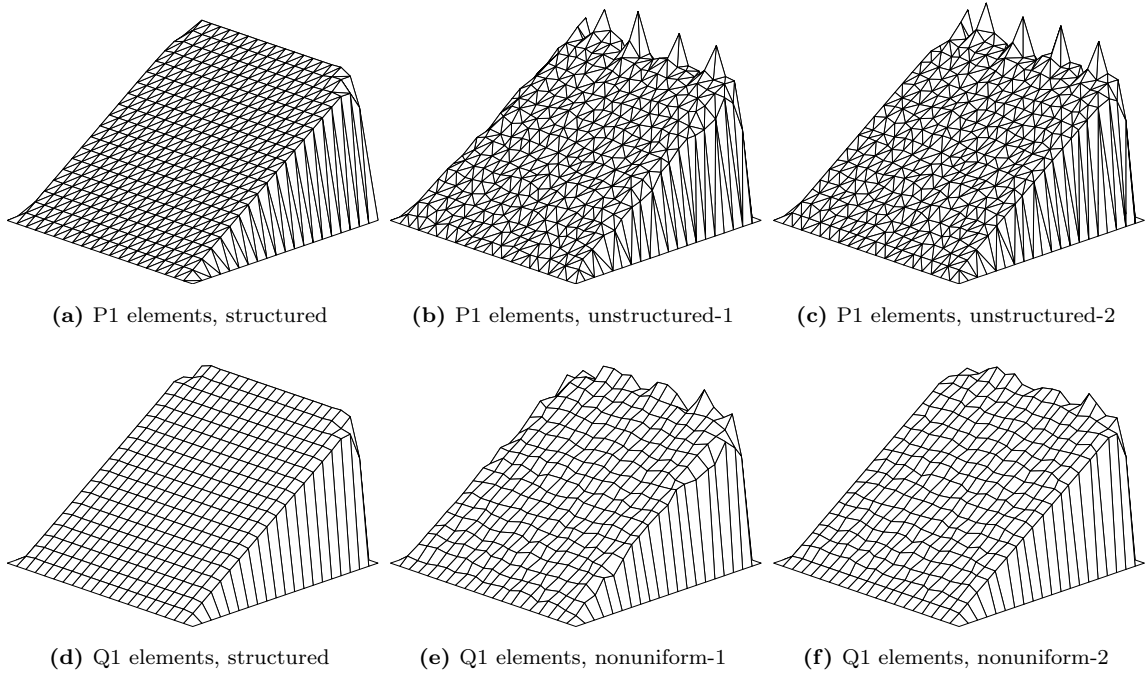 (a) P1 elements, structured
(b) P1 elements, unstructured-1
(c) P1 elements, unstructured-2
(d) Q1 elements, structured
(e) Q1 elements, nonuniform-1
(f) Q1 elements, nonuniform-2